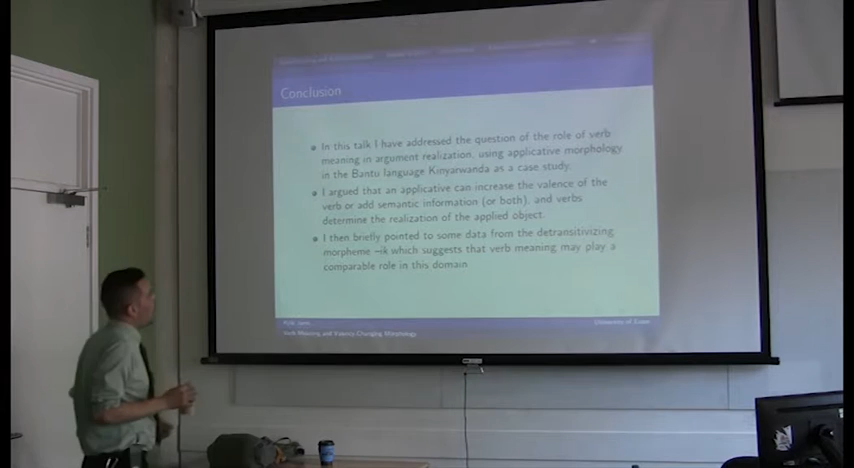 Conclusion
In this talk I have addressed the question of the role of verb
meaning in argument realization, using applicative morphology
in the Bantu language Kinyarwanda as a case study.
I argued that an applicative can increase the valence of the
verb or add semantic information (or both), and verbs
determine the realization of the applied object.
I then briefly pointed to some data from the detransitivizing
morpheme –ik which suggests that verb meaning may play a
comparable role in this domain
University of Essex
Verb Meaning and Valency-Changing Morphology